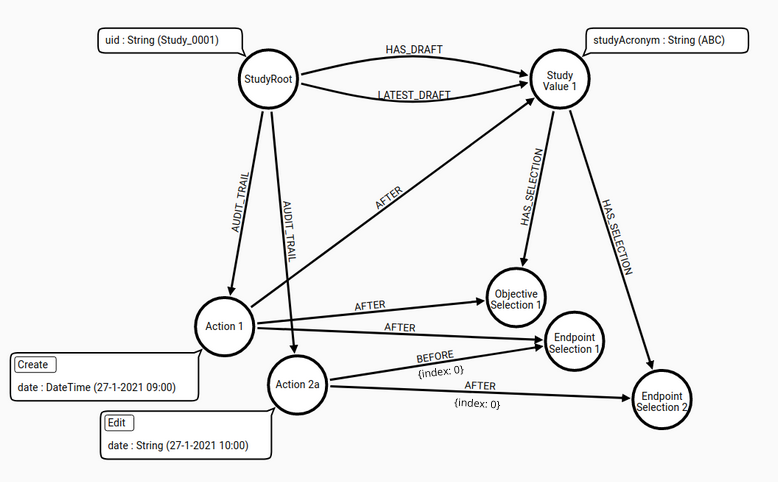 uid : String (Study_0001)
HAS_DRAFT
studyAcronym : String (ABC)
StudyRoot
Study
Value 1
LATEST_DRAFT
AUDIT_TRAIL
AUDIT_TRAIL
AFTER
HAS_SELECTION
HAS_SELECTION
Objective
Selection 1
AFTER
Action 1
AFTER
Endpoint
Selection 1
Create
date : DateTime (27-1-2021 09:00)
BEFORE
{index: 0}
Action 2a
AFTER
{index: 0}
Endpoint
Selection 2
Edit
date : String (27-1-2021 10:00)